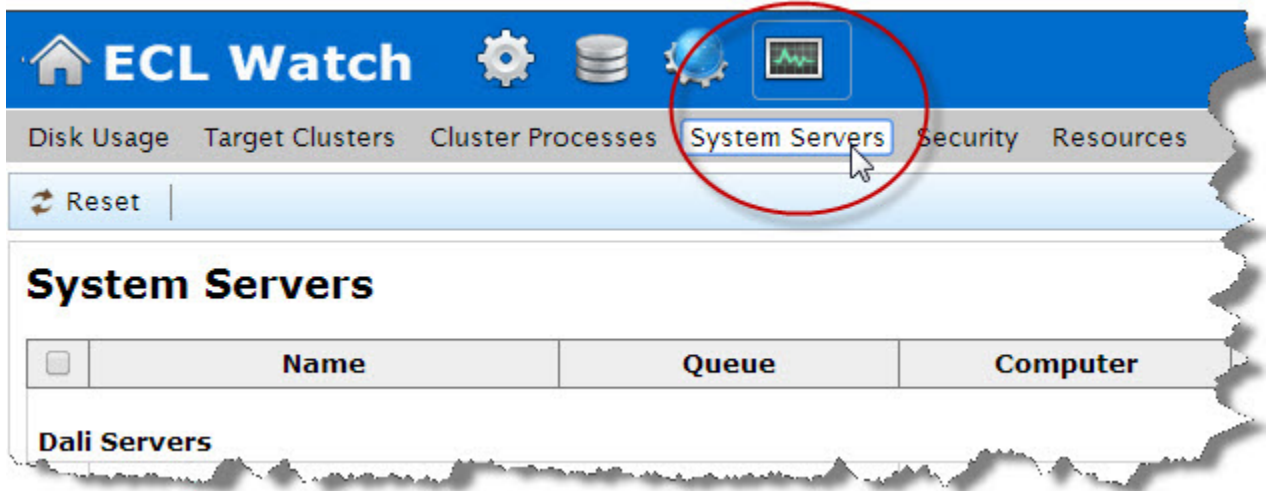 ECL Watch
Disk Usage Target Clusters Cluster Processes System Servers Security Resources
Reset
System Servers
Name Queue Computer
Dali Servers